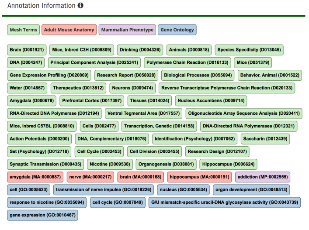 Annotation Information
Mesh Terms Adult Mouse Anatomy Mammalian Phenotype Gene Ontology
Brain (D001921) Mice, Inbred C3H (D008809) Drinking (D004326) Animals (D000818) Species Specificity (D013045)
DNA (D004247) Principal Component Analysis (D025341) Polymerase Chain Reaction (D016133) Mice (D051379)
Gene Expression Profiling (D020869) Research Report (D058028) Biological Processes (D055094) Behavior, Animal (D001522)
Water (D014867) Therapeutics (D013812) Neurons (D009474) Reverse Transcriptase Polymerase Chain Reaction (D020133)
Amygdala (D000679) Prefrontal Cortex (D017397) Tissues (D014024) Nucleus Accumbens (D009714)
RNA-Directed DNA Polymerase (D012194) Ventral Tegmental Area (D017557) Oligonucleotide Array Sequence Analysis (D020411)
Mice, Inbred C57BL (D008810) Cells (D002477) Transcription, Genetic (D014158) DNA-Directed RNA Polymerases (D012321)
Action Potentials (D000200) DNA, Complementary (D018076) Identification (Psychology) (D007062) Saccharin (D012439)
Set (Psychology) (D012718) Cell Cycle (D002453) Cell Division (D002455) Research Design (D012107)
Synaptic Transmission (D009435) Nicotine (D009538) Organogenesis (D038081) Hippocampus (D006624)
amygdala (MA:0000887) nerve (MA:0000217) brain (MA:0000168) hippocampus (MA:0000191) addiction (MP:0002555)
cell (GO:0005623) transmission of nerve impulse (GO:0019226) nucleus (GO:0005634) organ development (GO:0048513)
response to nicotine (GO:0035094) cell cycle (GO:0007049) G/U mismatch-specific uracil-DNA glycosylase activity (GO:0043739)
gene expression (GO:0010467)